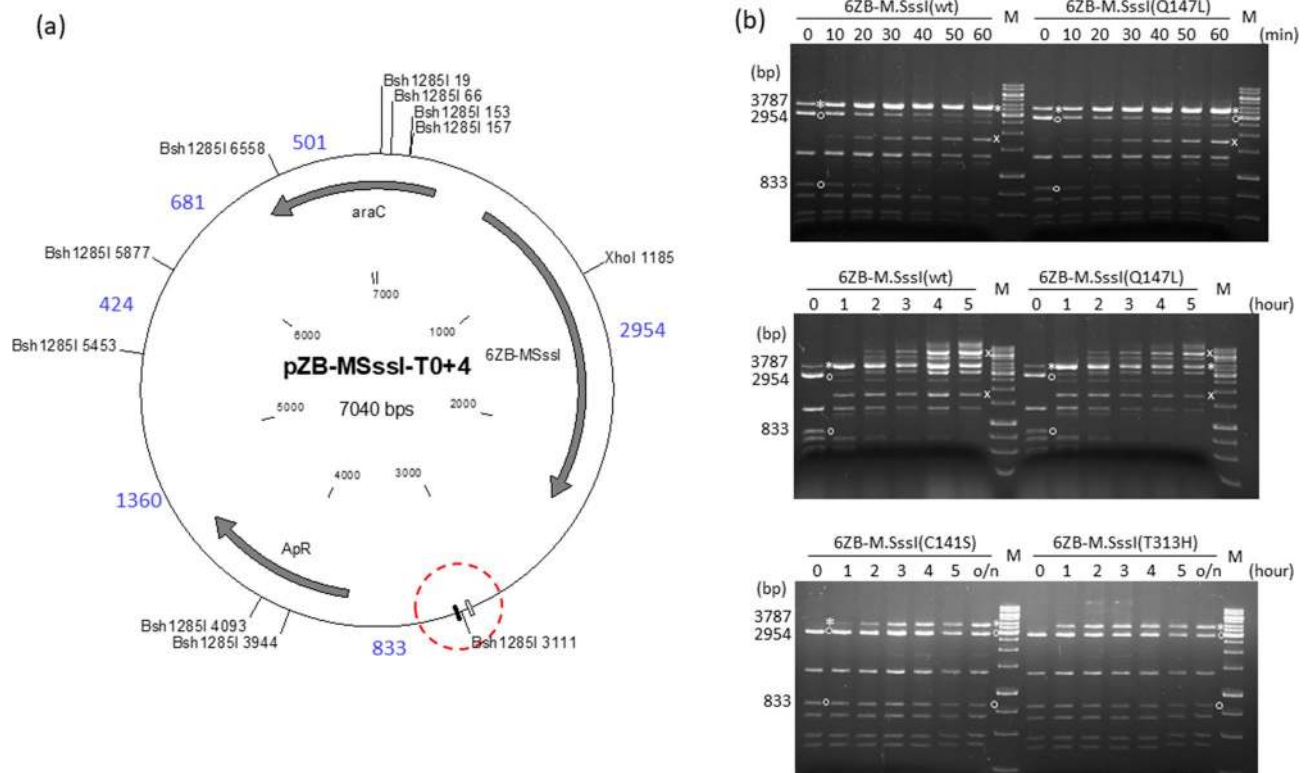 (a)
Bsh1285I 19
Bsh1285I 66
Bsh1285I 153
Bsh1285I 157
501
Bsh1285I 6558
araC
681
Bsh1285I 5877
XhoI 1185
7000
424
6000
1000
2954
6ZB-MSssI
Bsh1285I 5453
pZB-MSssI-T0+4
7040 bps
5000
2000
4000
3000
1360
ApR
Bsh1285I 4093
Bsh1285I 3944
833
Bsh1285I 3111
(b)
6ZB-M.SssI(wt) 6ZB-M.SssI(Q147L) M
0 10 20 30 40 50 60 0 10 20 30 40 50 60 (min)
M
(bp)
3787 * * * *
2954 o o o
x x
833 o o
6ZB-M.SssI(wt) 6ZB-M.SssI(Q147L)
M M
0 1 2 3 4 5 0 1 2 3 4 5 (hour)
(bp)
x x
3787 * * *
2954 o o
x x
833 o o
6ZB-M.SssI(C141S) 6ZB-M.SssI(T313H)
M M
0 1 2 3 4 5 o/n 0 1 2 3 4 5 o/n (hour)
(bp)
3787 * * *
2954 o o o
833 o o o